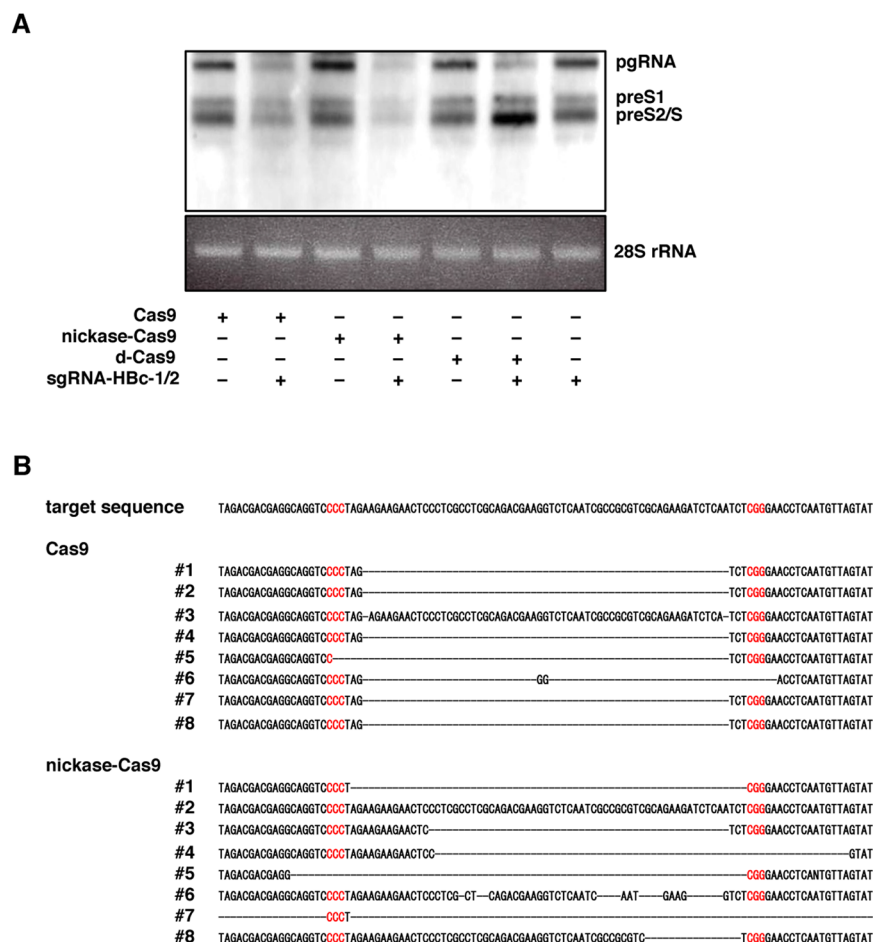 A
pgRNA
preS1
preS2/S
28S rRNA
Cas9 + + – – – – –
nickase-Cas9 – – + + – – –
d-Cas9 – – – – + + –
sgRNA-HBc-1/2 – + – + – + +
B
target sequence TAGACGACGAGGCAGGTCCCCTAGAAGAAGAACTCCCTCGCCTCGCAGACGAAGGTCTCAATCGCCGCGTCGCAGAAGATCTCAATCTCGGGAACCTCAATGTTAGTAT
Cas9
#1 TAGACGACGAGGCAGGTCCCCTAG–TCTCGGGAACCTCAATGTTAGTAT
#2 TAGACGACGAGGCAGGTCCCCTAG–TCTCGGGAACCTCAATGTTAGTAT
#3 TAGACGACGAGGCAGGTCCCCTAG–AGAAGAACTCCCTCGCCTCGCAGACGAAGGTCTCAATCGCCGCGTCGCAGAAGATCTCA–TCTCGGGAACCTCAATGTTAGTAT
#4 TAGACGACGAGGCAGGTCCCCTAG–TCTCGGGAACCTCAATGTTAGTAT
#5 TAGACGACGAGGCAGGTCC–TCTCGGGAACCTCAATGTTAGTAT
#6 TAGACGACGAGGCAGGTCCCCTAG–GG–ACCTCAATGTTAGTAT
#7 TAGACGACGAGGCAGGTCCCCTAG–TCTCGGGAACCTCAATGTTAGTAT
#8 TAGACGACGAGGCAGGTCCCCTAG–TCTCGGGAACCTCAATGTTAGTAT
nickase-Cas9
#1 TAGACGACGAGGCAGGTCCCCT–CGGGAACCTCAATGTTAGTAT
#2 TAGACGACGAGGCAGGTCCCCTAGAAGAAGAACTCCCTCGCCTCGCAGACGAAGGTCTCAATCGCCGCGTCGCAGAAGATCTCAATCTCGGGAACCTCAATGTTAGTAT
#3 TAGACGACGAGGCAGGTCCCCTAGAAGAAGAACTC–TCTCGGGAACCTCAATGTTAGTAT
#4 TAGACGACGAGGCAGGTCCCCTAGAAGAAGAACTCC–GTAT
#5 TAGACGACGAGG–CGGGAACCTCANTGTTAGTAT
#6 TAGACGACGAGGCAGGTCCCCTAGAAGAAGAACTCCCTCG–CT–CAGACGAAGGTCTCAATC–AAT–GAAG–GTCTCGGGAACCTCAATGTTAGTAT
#7 –CCCT–
#8 TAGACGACGAGGCAGGTCCCCTAGAAGAAGAACTCCCTCGCCTCGCAGACGAAGGTCTCAATCGCCGCGTC–TCGGGAACCTCAATGTTAGTAT